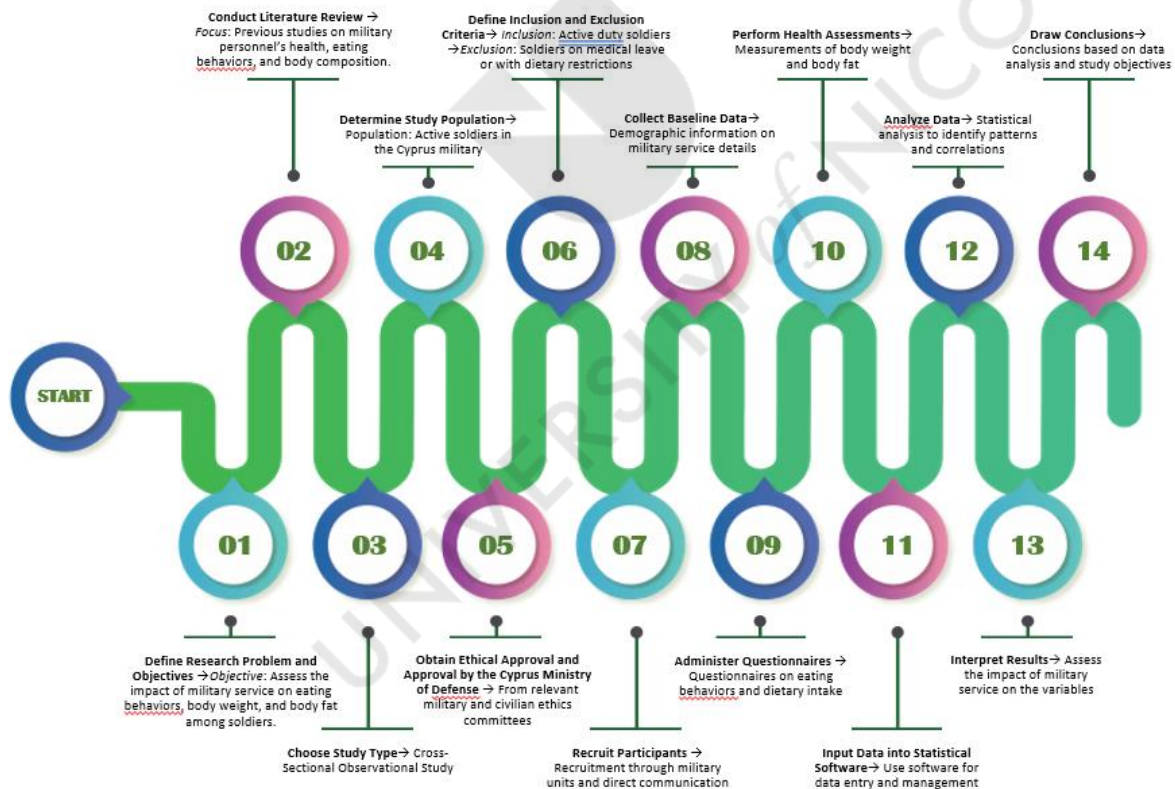 Conduct Literature Review →
Focus: Previous studies on military
personnel's health, eating
behaviors, and body composition.
Define Inclusion and Exclusion
Criteria→ Inclusion: Active duty soldiers
→Exclusion: Soldiers on medical leave
or with dietary restrictions
Perform Health Assessments→
Measurements of body weight
and body fat
Draw Conclusions→
Conclusions based on data
analysis and study objectives
Determine Study Population→
Population: Active soldiers in
the Cyprus military
Collect Baseline Data→
Demographic information on
military service details
Analyze Data→ Statistical
analysis to identify patterns
and correlations
02
04
06
08
10
12
14
START
01
03
05
07
09
11
13
Define Research Problem and
Objectives →Objective: Assess the
impact of military service on eating
behaviors, body weight, and body fat
among soldiers.
Obtain Ethical Approval and
Approval by the Cyprus Ministry
of Defense → From relevant
military and civilian ethics
committees
Administer Questionnaires →
Questionnaires on eating
behaviors and dietary intake
Interpret Results→ Assess
the impact of military
service on the variables
Choose Study Type→ Cross-
Sectional Observational Study
Recruit Participants →
Recruitment through military
units and direct communication
Input Data into Statistical
Software→ Use software for
data entry and management
UNIVERSITY of NICO